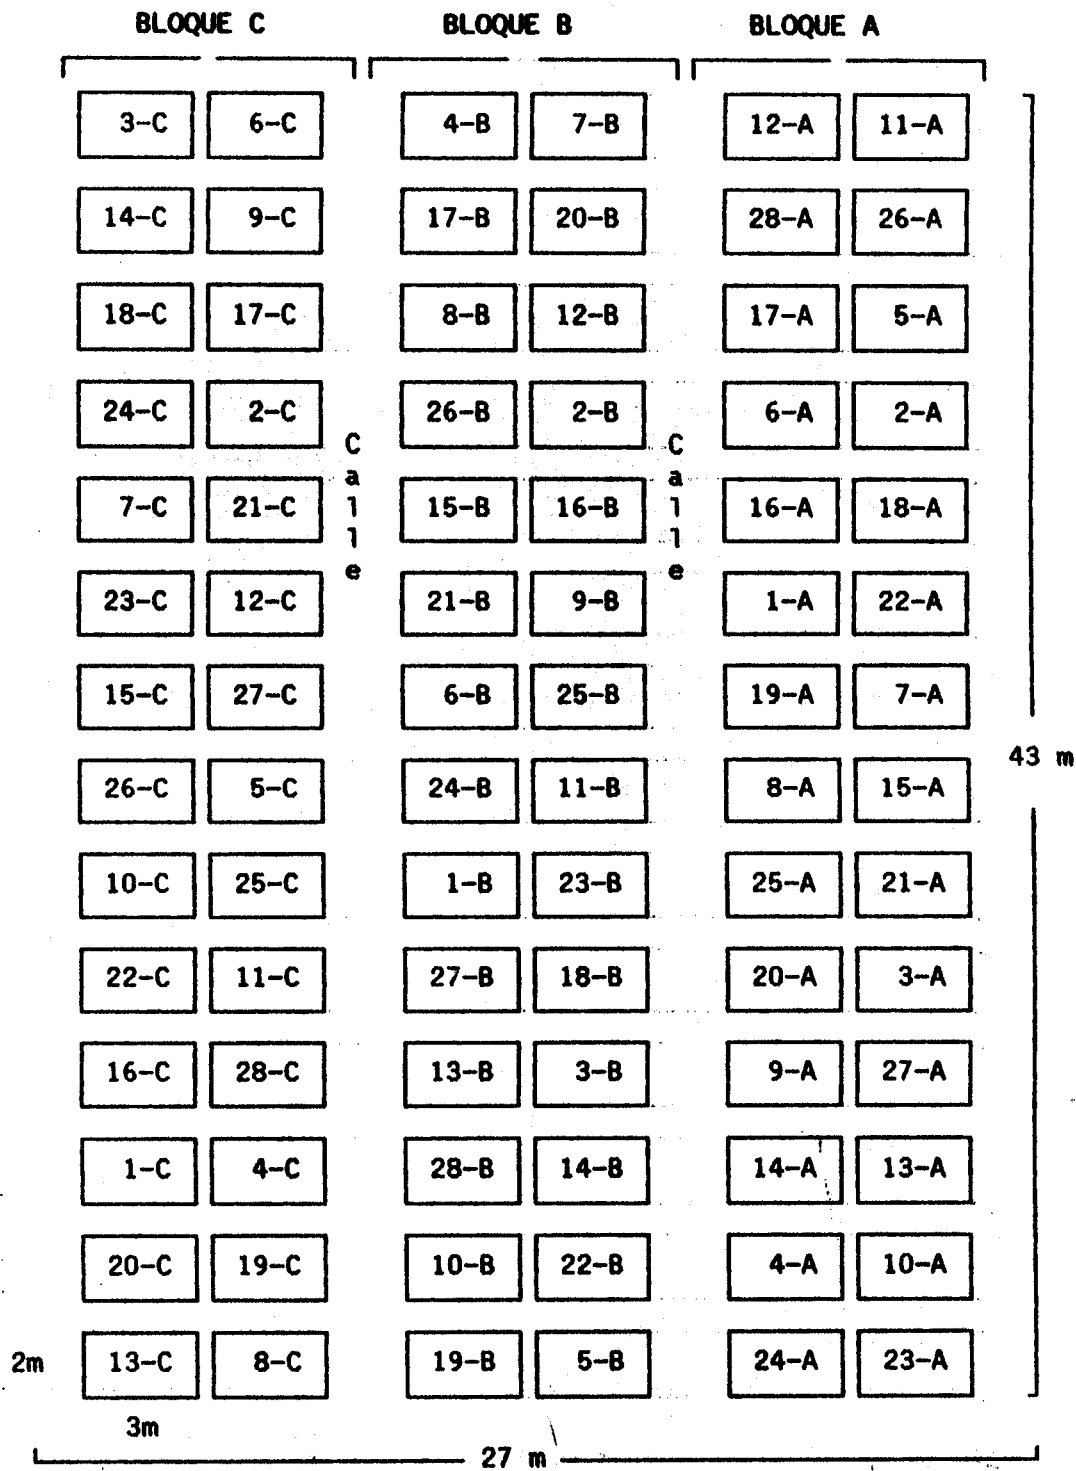 BLOQUE C BLOQUE B BLOQUE A
3-C 6-C 4-B 7-B 12-A 11-A
14-C 9-C 17-B 20-B 28-A 26-A
18-C 17-C 8-B 12-B 17-A 5-A
24-C 2-C 26-B 2-B 6-A 2-A
Calle Calle
7-C 21-C 15-B 16-B 16-A 18-A
23-C 12-C 21-B 9-B 1-A 22-A
15-C 27-C 6-B 25-B 19-A 7-A
43 m
26-C 5-C 24-B 11-B 8-A 15-A
10-C 25-C 1-B 23-B 25-A 21-A
22-C 11-C 27-B 18-B 20-A 3-A
16-C 28-C 13-B 3-B 9-A 27-A
1-C 4-C 28-B 14-B 14-A 13-A
20-C 19-C 10-B 22-B 4-A 10-A
2m 13-C 8-C 19-B 5-B 24-A 23-A
3m
27 m